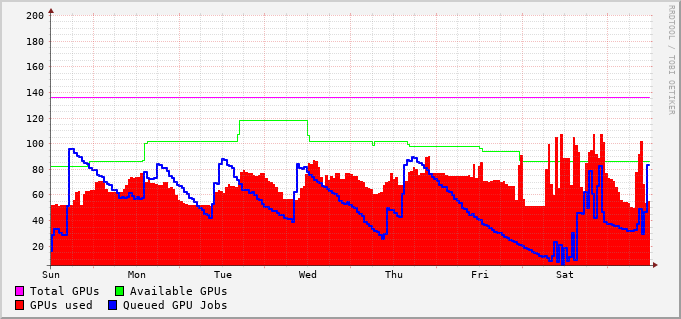 200
180
160
140
120
100
80
60
40
20
Sun Mon Tue Wed Thu Fri Sat
Total GPUs Available GPUs
GPUs used Queued GPU Jobs
RRDTOOL / TOBI OETIKER